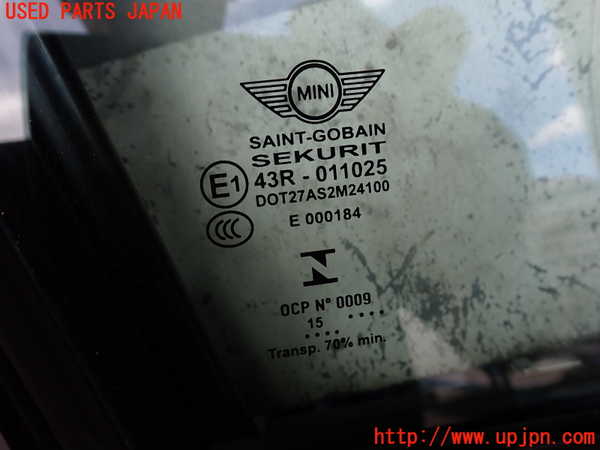 USED PARTS JAPAN
MINI
SAINT-GOBAIN
SEKURIT
E1 43R - 011025
DOT27AS2M24100
CCC E 000184
N
OCP N° 0009
15
Transp. 70% min.
http://www.upjpn.com